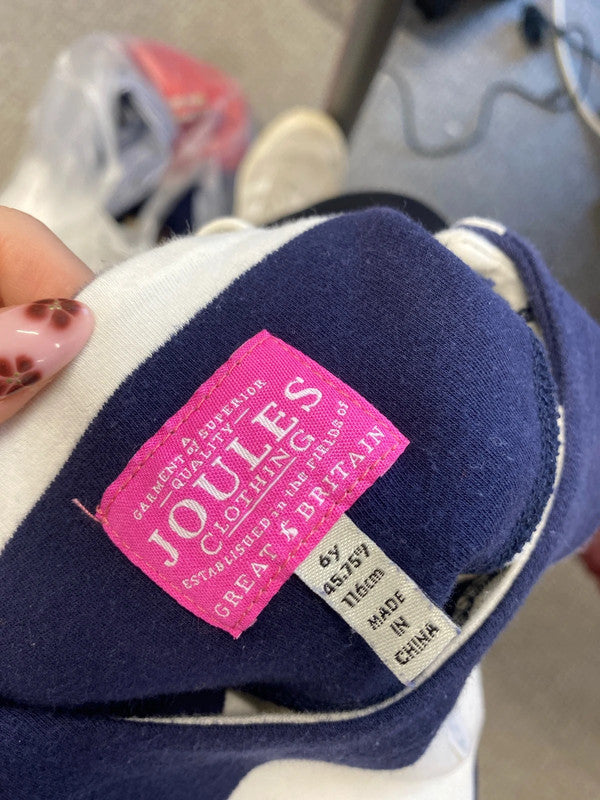 A
GARMENT of SUPERIOR
QUALITY
JOULES
CLOTHING
ESTABLISHED in the FIELDS of
GREAT BRITAIN
6y
45.75"/
116cm
MADE
IN
CHINA